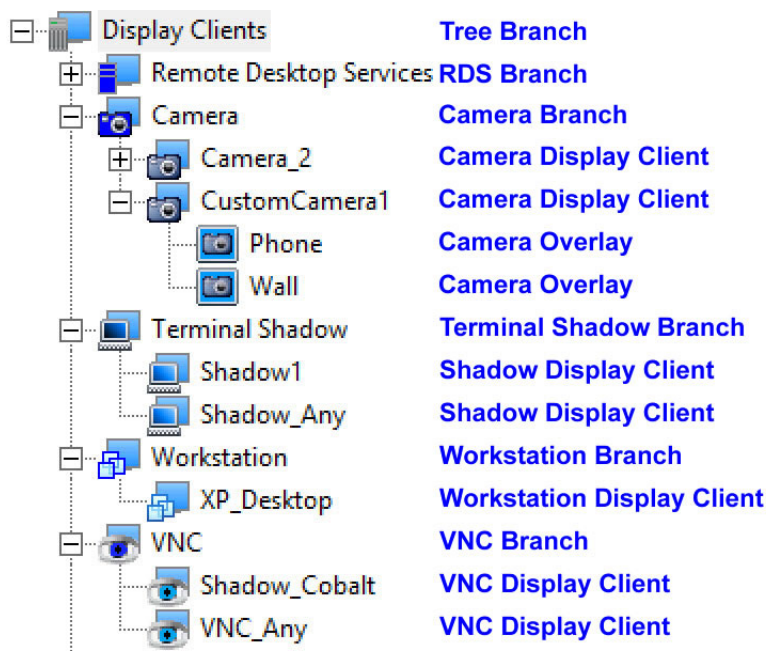 Display Clients Tree Branch
Remote Desktop Services RDS Branch
Camera Camera Branch
Camera_2 Camera Display Client
CustomCamera1 Camera Display Client
Phone Camera Overlay
Wall Camera Overlay
Terminal Shadow Terminal Shadow Branch
Shadow1 Shadow Display Client
Shadow_Any Shadow Display Client
Workstation Workstation Branch
XP_Desktop Workstation Display Client
VNC VNC Branch
Shadow_Cobalt VNC Display Client
VNC_Any VNC Display Client